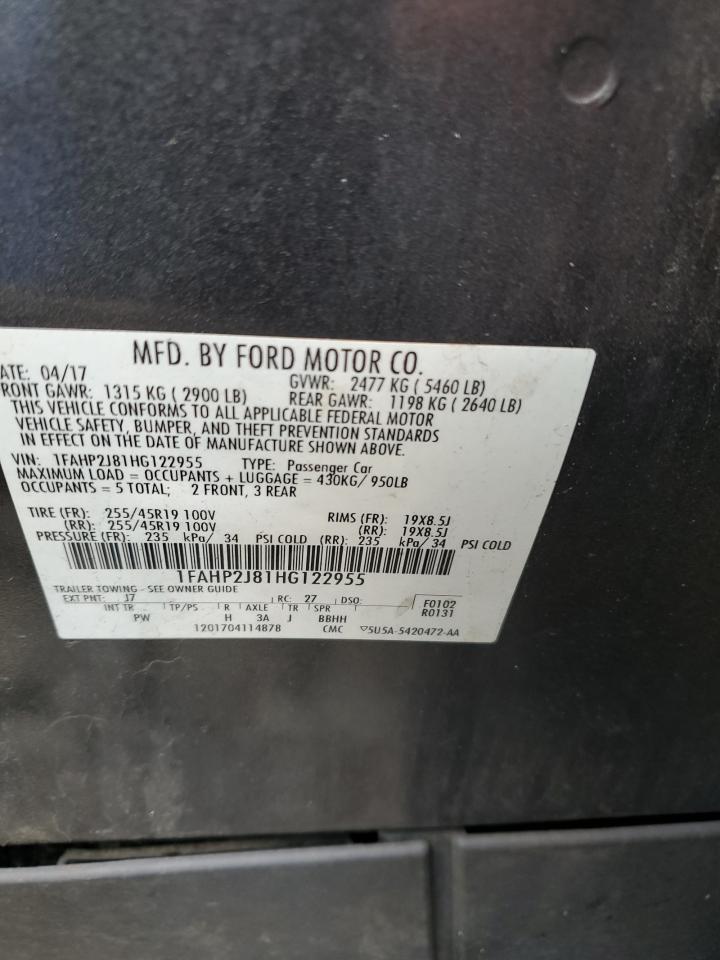 MFD. BY FORD MOTOR CO.
ATE: 04/17 GVWR: 2477 KG ( 5460 LB)
FRONT GAWR: 1315 KG ( 2900 LB) REAR GAWR: 1198 KG ( 2640 LB)
THIS VEHICLE CONFORMS TO ALL APPLICABLE FEDERAL MOTOR
VEHICLE SAFETY, BUMPER, AND THEFT PREVENTION STANDARDS
IN EFFECT ON THE DATE OF MANUFACTURE SHOWN ABOVE.
VIN: 1FAHP2J81HG122955 TYPE: Passenger Car
MAXIMUM LOAD = OCCUPANTS + LUGGAGE = 430KG/ 950LB
OCCUPANTS = 5 TOTAL; 2 FRONT, 3 REAR
TIRE (FR): 255/45R19 100V RIMS (FR): 19X8.5J
(RR): 255/45R19 100V (RR): 19X8.5J
PRESSURE (FR): 235 kPa/ 34 PSI COLD (RR): 235 kPa/ 34 PSI COLD
1FAHP2J81HG122955
TRAILER TOWING - SEE OWNER GUIDE
EXT PNT: J7 RC: 27 DSO: F0102
INT TR TP/PS R AXLE TR SPR R0131
PW H 3A J BBHH
1201704114878 CMC ▽5U5A-5420472-AA